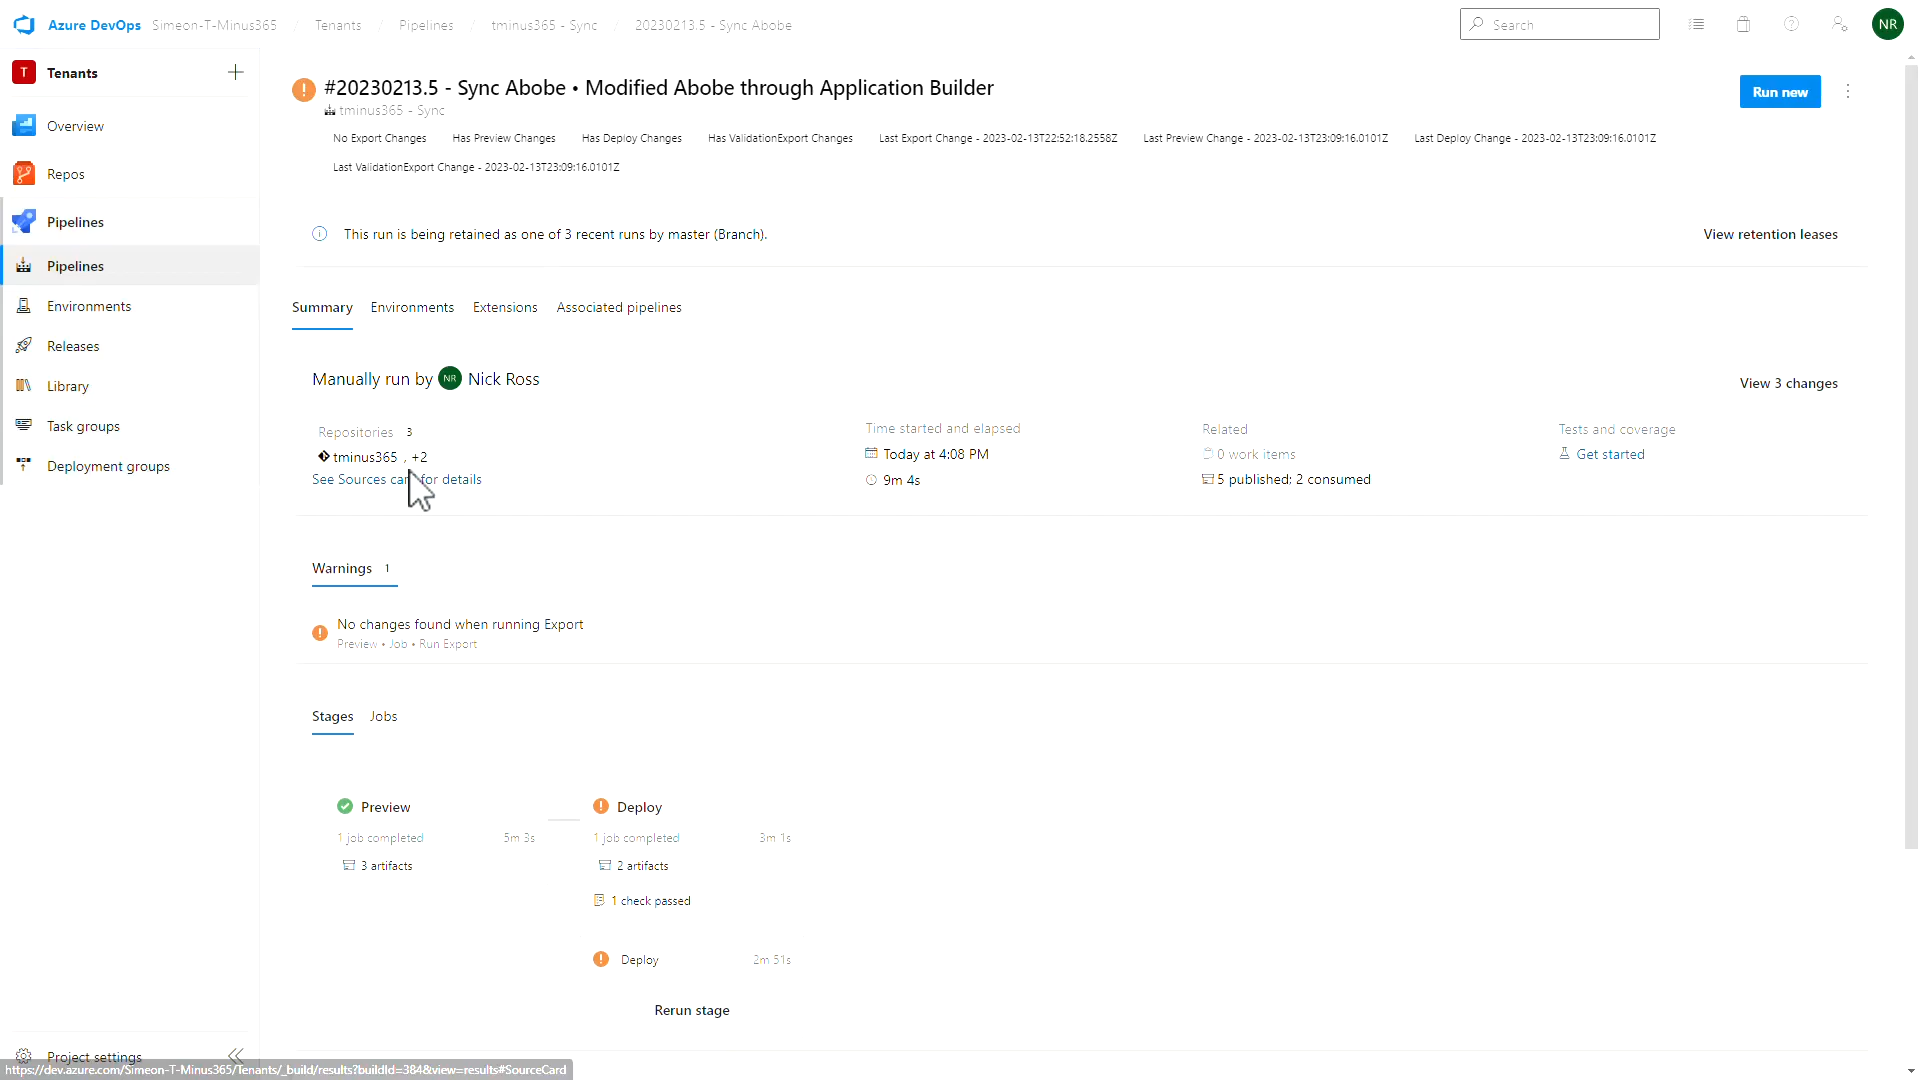 Azure DevOps Simeon-T-Minus365 / Tenants / Pipelines / tminus365 - Sync / 20230213.5 - Sync Abobe
Search
NR
T Tenants
Overview
Repos
Pipelines
Pipelines
Environments
Releases
Library
Task groups
Deployment groups
Project settings
#20230213.5 - Sync Abobe • Modified Abobe through Application Builder
tminus365 - Sync
Run new
No Export Changes Has Preview Changes Has Deploy Changes Has ValidationExport Changes Last Export Change - 2023-02-13T22:52:18.2558Z Last Preview Change - 2023-02-13T23:09:16.0101Z Last Deploy Change - 2023-02-13T23:09:16.0101Z
Last ValidationExport Change - 2023-02-13T23:09:16.0101Z
This run is being retained as one of 3 recent runs by master (Branch).
View retention leases
Summary Environments Extensions Associated pipelines
Manually run by NR Nick Ross
View 3 changes
Repositories 3
tminus365 , +2
See Sources card for details
Time started and elapsed
Today at 4:08 PM
9m 4s
Related
0 work items
5 published; 2 consumed
Tests and coverage
Get started
Warnings 1
No changes found when running Export
Preview • Job • Run Export
Stages Jobs
Preview
1 job completed 5m 3s
3 artifacts
Deploy
1 job completed 3m 1s
2 artifacts
1 check passed
Deploy 2m 51s
Rerun stage
https://dev.azure.com/Simeon-T-Minus365/Tenants/_build/results?buildId=384&view=results#SourceCard